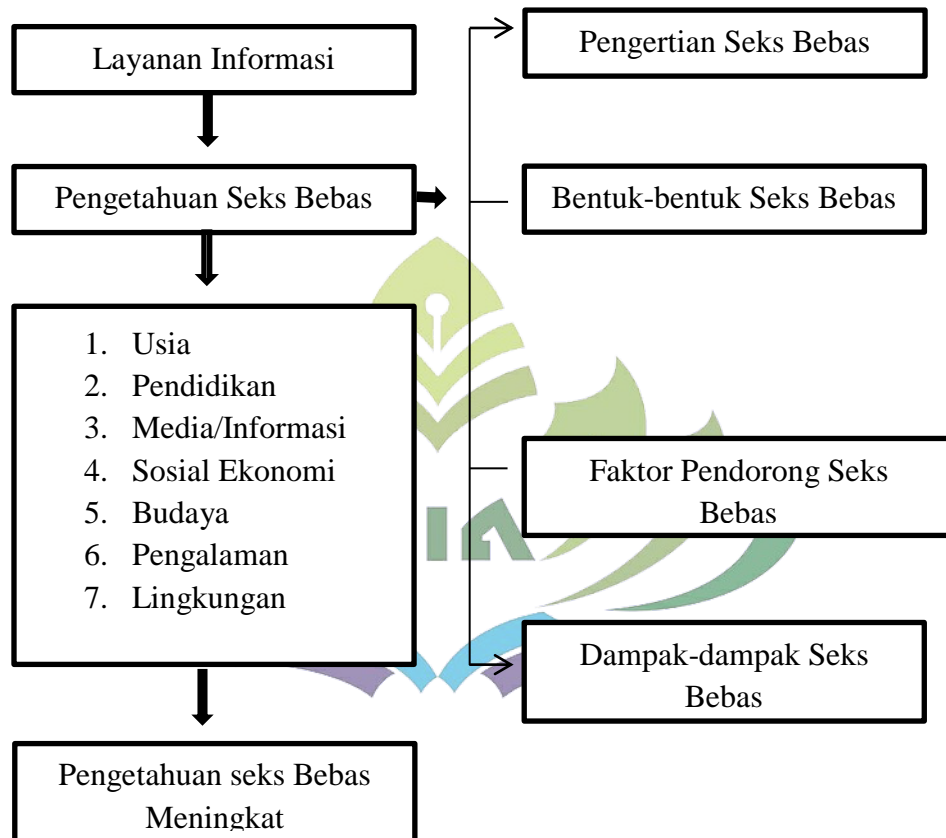 Layanan Informasi
Pengetahuan Seks Bebas
1. Usia
2. Pendidikan
3. Media/Informasi
4. Sosial Ekonomi
5. Budaya
6. Pengalaman
7. Lingkungan
Pengetahuan seks Bebas
Meningkat
Pengertian Seks Bebas
Bentuk-bentuk Seks Bebas
Faktor Pendorong Seks
Bebas
Dampak-dampak Seks
Bebas